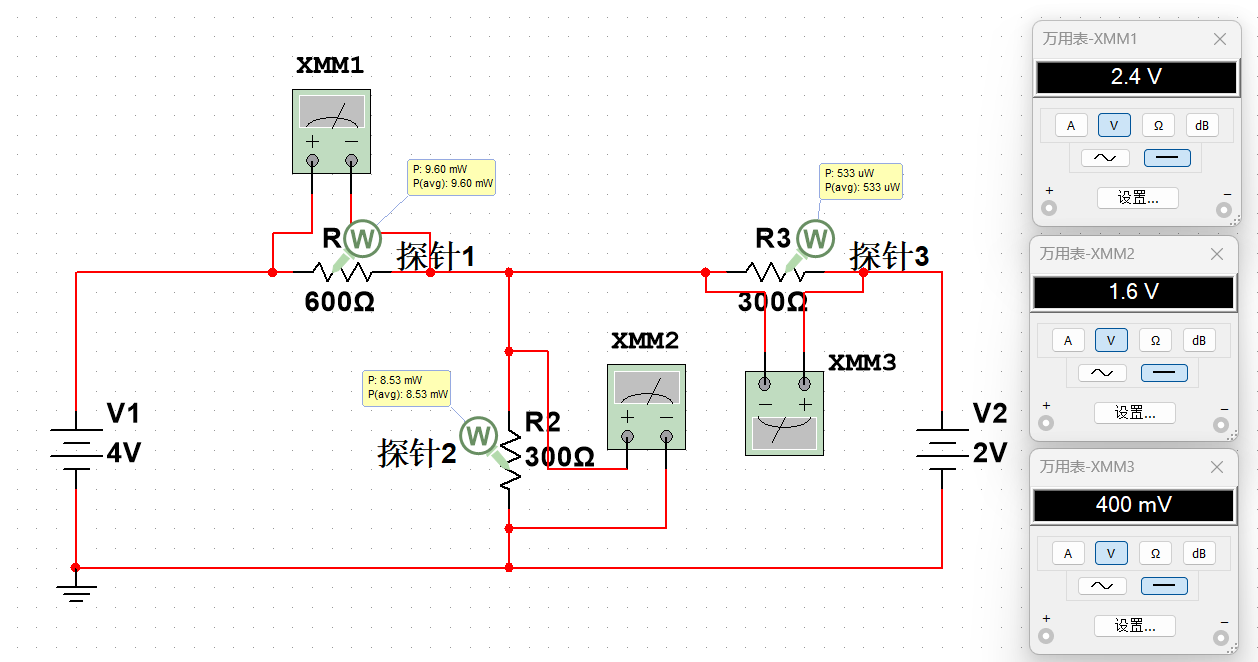 XMM1
P: 9.60 mW
P(avg): 9.60 mW
R
W
探针1
600Ω
P: 533 uW
P(avg): 533 uW
R3
W
探针3
300Ω
XMM2
XMM3
P: 8.53 mW
P(avg): 8.53 mW
W
探针2
R2
300Ω
V1
4V
V2
2V
万用表-XMM1
2.4 V
A V Ω dB
+ −
设置...
万用表-XMM2
1.6 V
A V Ω dB
+ −
设置...
万用表-XMM3
400 mV
A V Ω dB
+ −
设置...